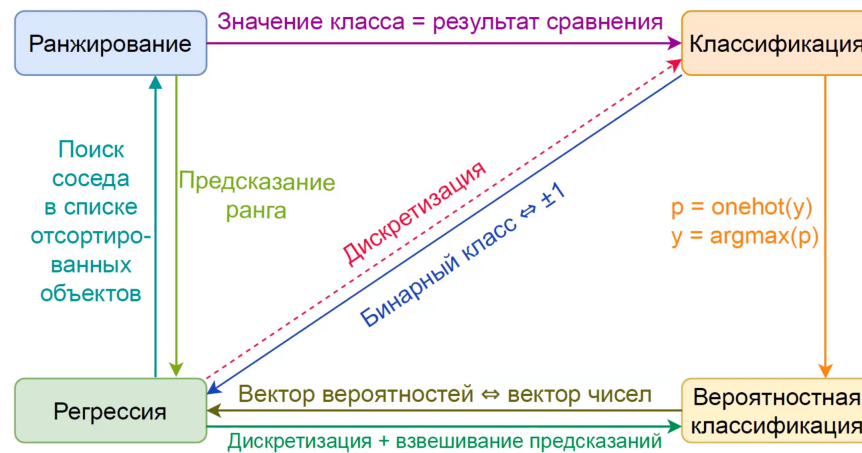 Ранжирование
Значение класса = результат сравнения
Классификация
Поиск
соседа
в списке
отсортиро-
ванных
объектов
Предсказание
ранга
Дискретизация
Бинарный класс ⇔ ±1
p = onehot(y)
y = argmax(p)
Регрессия
Вектор вероятностей ⇔ вектор чисел
Дискретизация + взвешивание предсказаний
Вероятностная
классификация